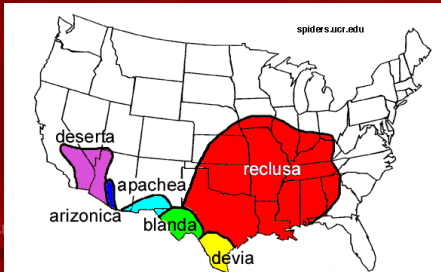 spiders.ucr.edu
deserta
reclusa
apachea
arizonica
blanda
devia